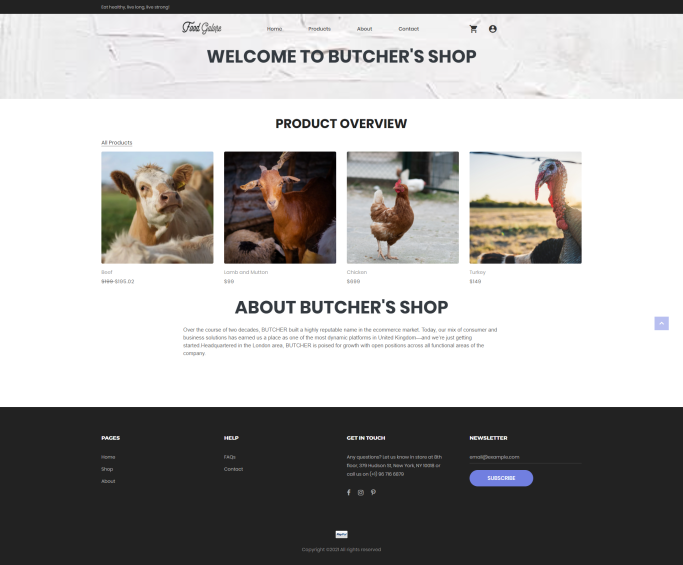 Eat healthy, live long, live strong!
Food Galore
Home Products About Contact
WELCOME TO BUTCHER'S SHOP
PRODUCT OVERVIEW
All Products
Beef Lamb and Mutton Chicken Turkey
$199 $195.02 $99 $699 $149
ABOUT BUTCHER'S SHOP
Over the course of two decades, BUTCHER built a highly reputable name in the ecommerce market. Today, our mix of consumer and
business solutions has earned us a place as one of the most dynamic platforms in United Kingdom—and we're just getting
started.Headquartered in the London area, BUTCHER is poised for growth with open positions across all functional areas of the
company.
PAGES HELP GET IN TOUCH NEWSLETTER
Home
Shop
About
FAQs
Contact
Any questions? Let us know in store at 8th
floor, 379 Hudson St, New York, NY 10018 or
call us on (+1) 96 716 6879
email@example.com
SUBSCRIBE
PayPal
Copyright ©2021 All rights reserved